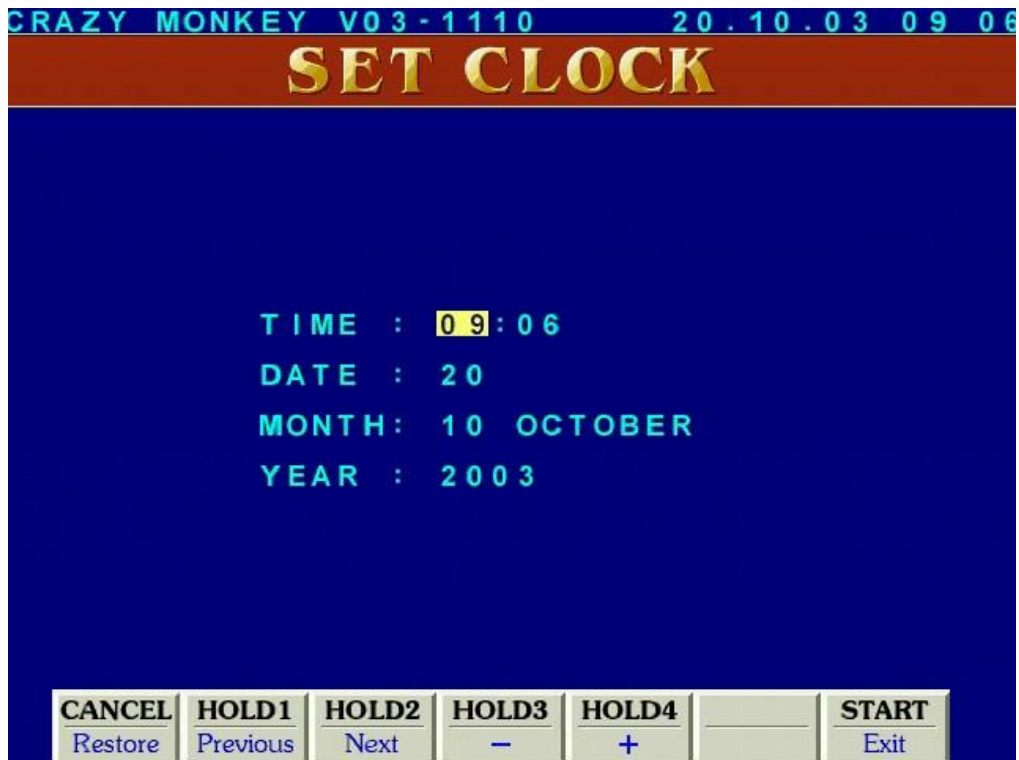 CRAZY MONKEY V03-1110 20.10.03 09 06
SET CLOCK
TIME : 09:06
DATE : 20
MONTH: 10 OCTOBER
YEAR : 2003
CANCEL HOLD1 HOLD2 HOLD3 HOLD4 START
Restore Previous Next - + Exit